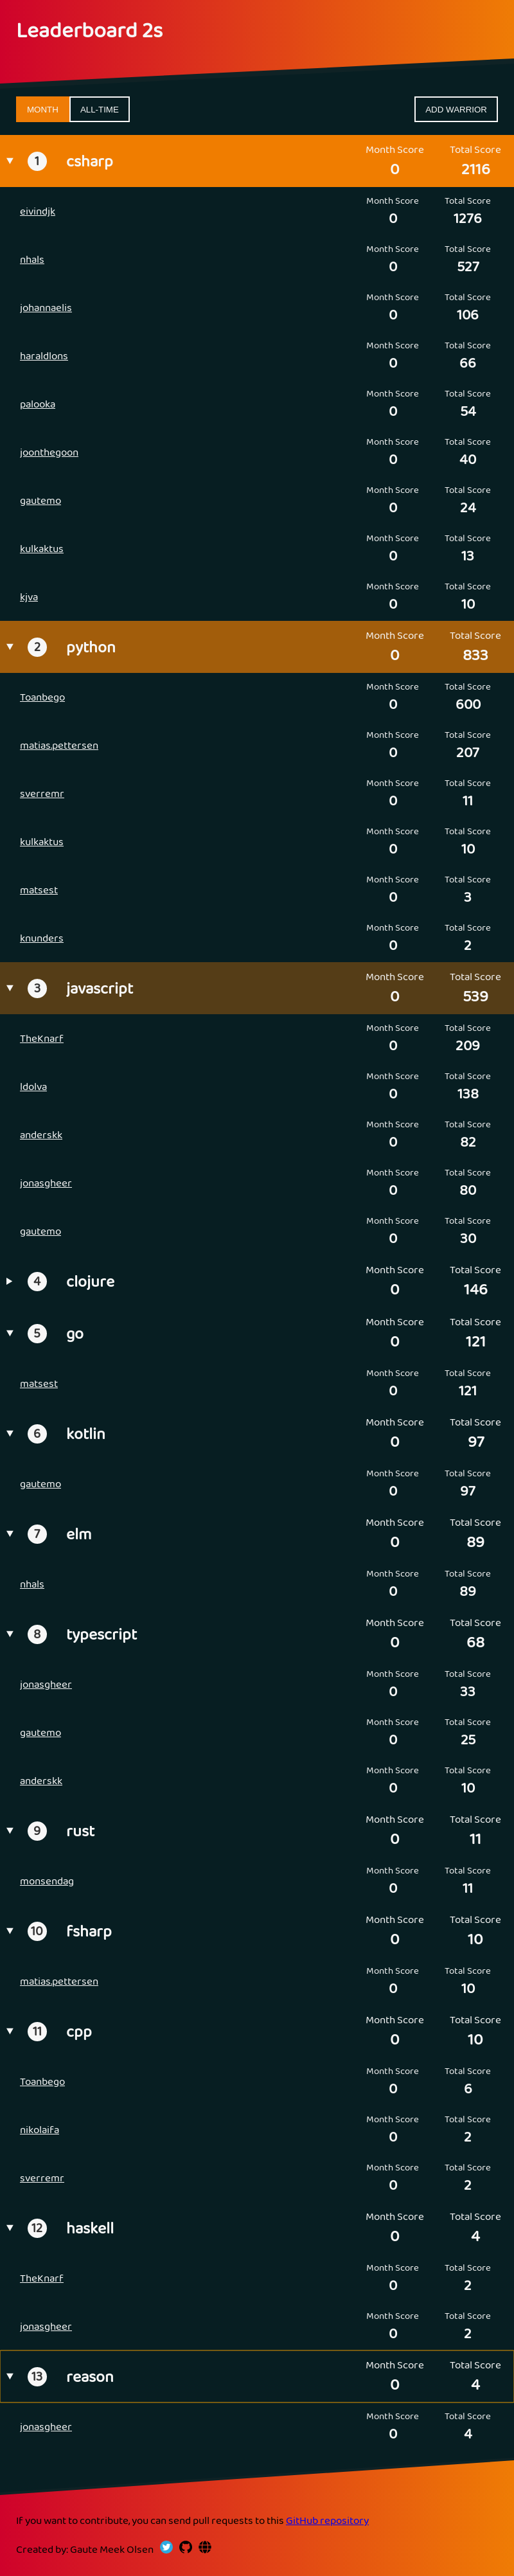 Leaderboard 2s
MONTH ALL-TIME ADD WARRIOR
1 csharp Month Score 0 Total Score 2116
eivindjk Month Score 0 Total Score 1276
nhals Month Score 0 Total Score 527
johannaelis Month Score 0 Total Score 106
haraldlons Month Score 0 Total Score 66
palooka Month Score 0 Total Score 54
joonthegoon Month Score 0 Total Score 40
gautemo Month Score 0 Total Score 24
kulkaktus Month Score 0 Total Score 13
kjva Month Score 0 Total Score 10
2 python Month Score 0 Total Score 833
Toanbego Month Score 0 Total Score 600
matias.pettersen Month Score 0 Total Score 207
sverremr Month Score 0 Total Score 11
kulkaktus Month Score 0 Total Score 10
matsest Month Score 0 Total Score 3
knunders Month Score 0 Total Score 2
3 javascript Month Score 0 Total Score 539
TheKnarf Month Score 0 Total Score 209
ldolva Month Score 0 Total Score 138
anderskk Month Score 0 Total Score 82
jonasgheer Month Score 0 Total Score 80
gautemo Month Score 0 Total Score 30
4 clojure Month Score 0 Total Score 146
5 go Month Score 0 Total Score 121
matsest Month Score 0 Total Score 121
6 kotlin Month Score 0 Total Score 97
gautemo Month Score 0 Total Score 97
7 elm Month Score 0 Total Score 89
nhals Month Score 0 Total Score 89
8 typescript Month Score 0 Total Score 68
jonasgheer Month Score 0 Total Score 33
gautemo Month Score 0 Total Score 25
anderskk Month Score 0 Total Score 10
9 rust Month Score 0 Total Score 11
monsendag Month Score 0 Total Score 11
10 fsharp Month Score 0 Total Score 10
matias.pettersen Month Score 0 Total Score 10
11 cpp Month Score 0 Total Score 10
Toanbego Month Score 0 Total Score 6
nikolaifa Month Score 0 Total Score 2
sverremr Month Score 0 Total Score 2
12 haskell Month Score 0 Total Score 4
TheKnarf Month Score 0 Total Score 2
jonasgheer Month Score 0 Total Score 2
13 reason Month Score 0 Total Score 4
jonasgheer Month Score 0 Total Score 4
If you want to contribute, you can send pull requests to this GitHub repository
Created by: Gaute Meek Olsen